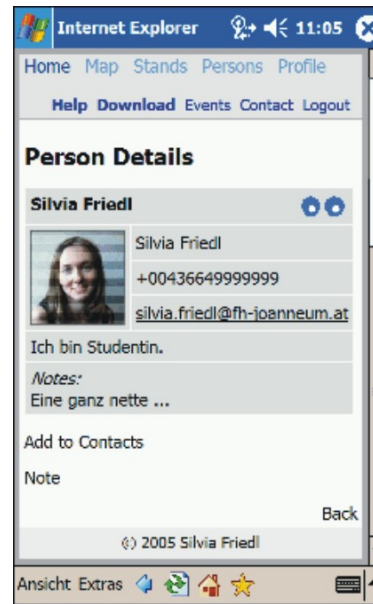 Internet Explorer 11:05
Home Map Stands Persons Profile
Help Download Events Contact Logout
Person Details
Silvia Friedl
Silvia Friedl
+00436649999999
silvia.friedl@fh-joanneum.at
Ich bin Studentin.
Notes:
Eine ganz nette ...
Add to Contacts
Note
Back
(c) 2005 Silvia Friedl
Ansicht Extras